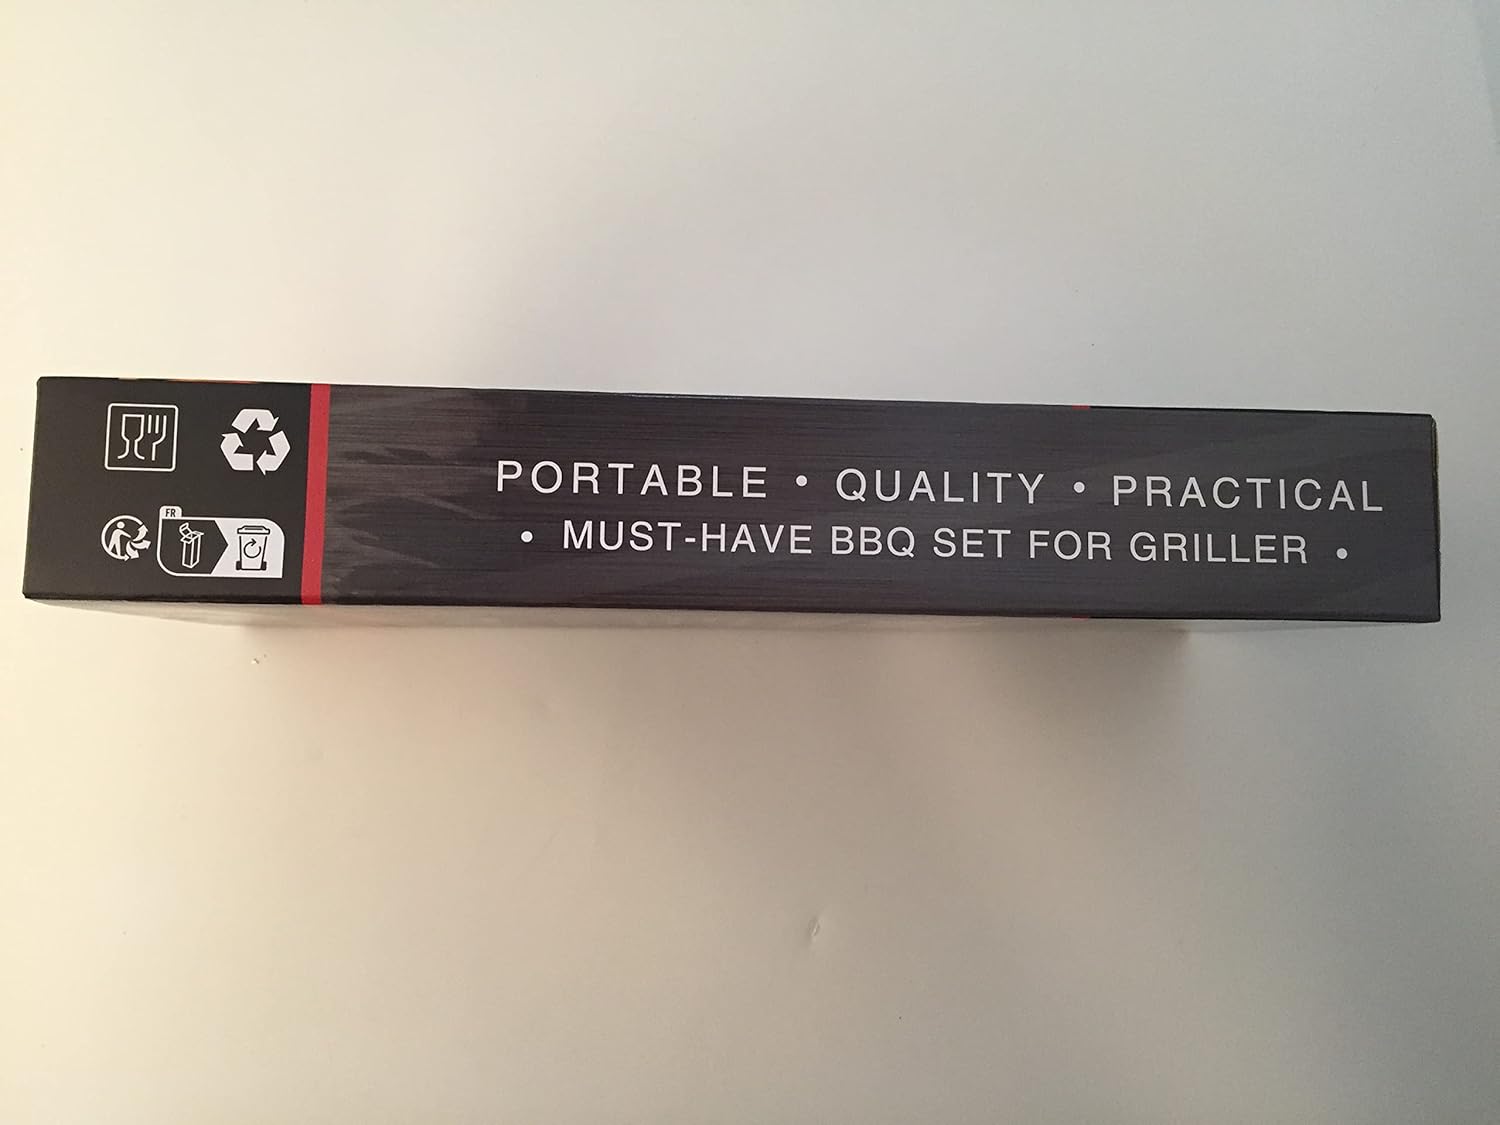 PORTABLE • QUALITY • PRACTICAL
• MUST-HAVE BBQ SET FOR GRILLER •
FR